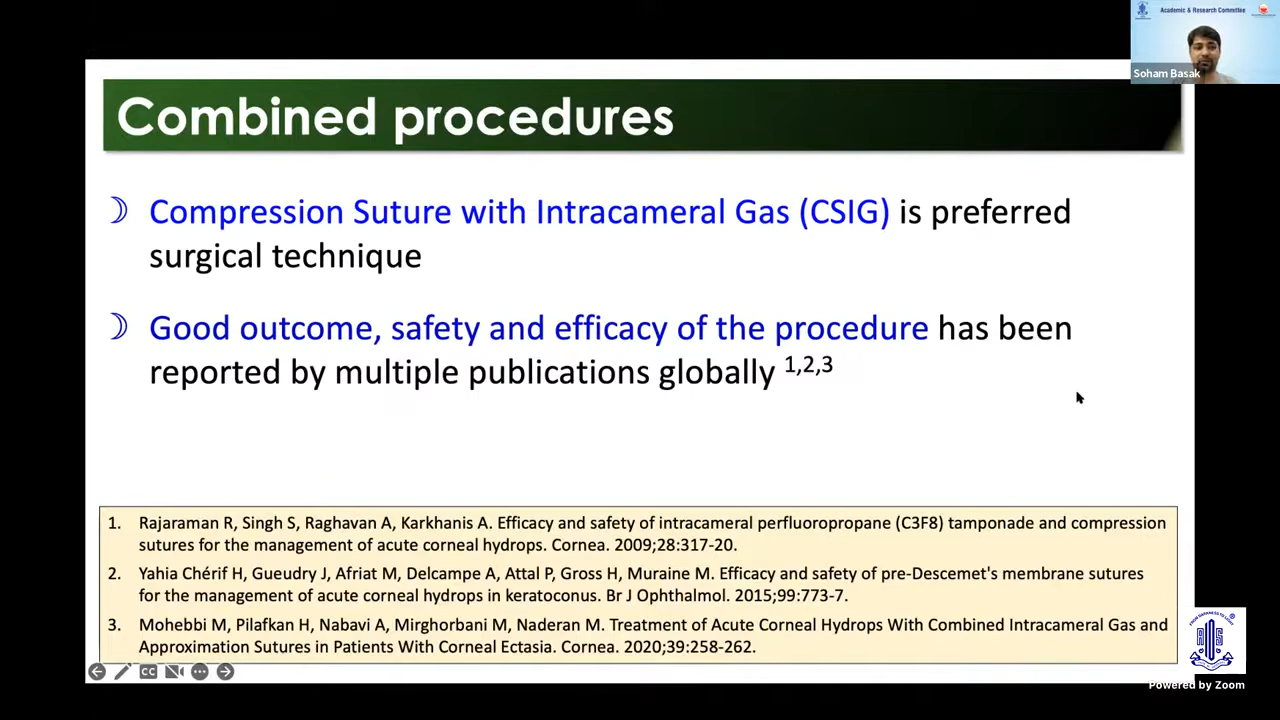 Academic & Research Committee
Soham Basak
Combined procedures
Compression Suture with Intracameral Gas (CSIG) is preferred
surgical technique
Good outcome, safety and efficacy of the procedure has been
reported by multiple publications globally 1,2,3
1. Rajaraman R, Singh S, Raghavan A, Karkhanis A. Efficacy and safety of intracameral perfluoropropane (C3F8) tamponade and compression
sutures for the management of acute corneal hydrops. Cornea. 2009;28:317-20.
2. Yahia Chérif H, Gueudry J, Afriat M, Delcampe A, Attal P, Gross H, Muraine M. Efficacy and safety of pre-Descemet's membrane sutures
for the management of acute corneal hydrops in keratoconus. Br J Ophthalmol. 2015;99:773-7.
3. Mohebbi M, Pilafkan H, Nabavi A, Mirghorbani M, Naderan M. Treatment of Acute Corneal Hydrops With Combined Intracameral Gas and
Approximation Sutures in Patients With Corneal Ectasia. Cornea. 2020;39:258-262.
CC
Powered by Zoom